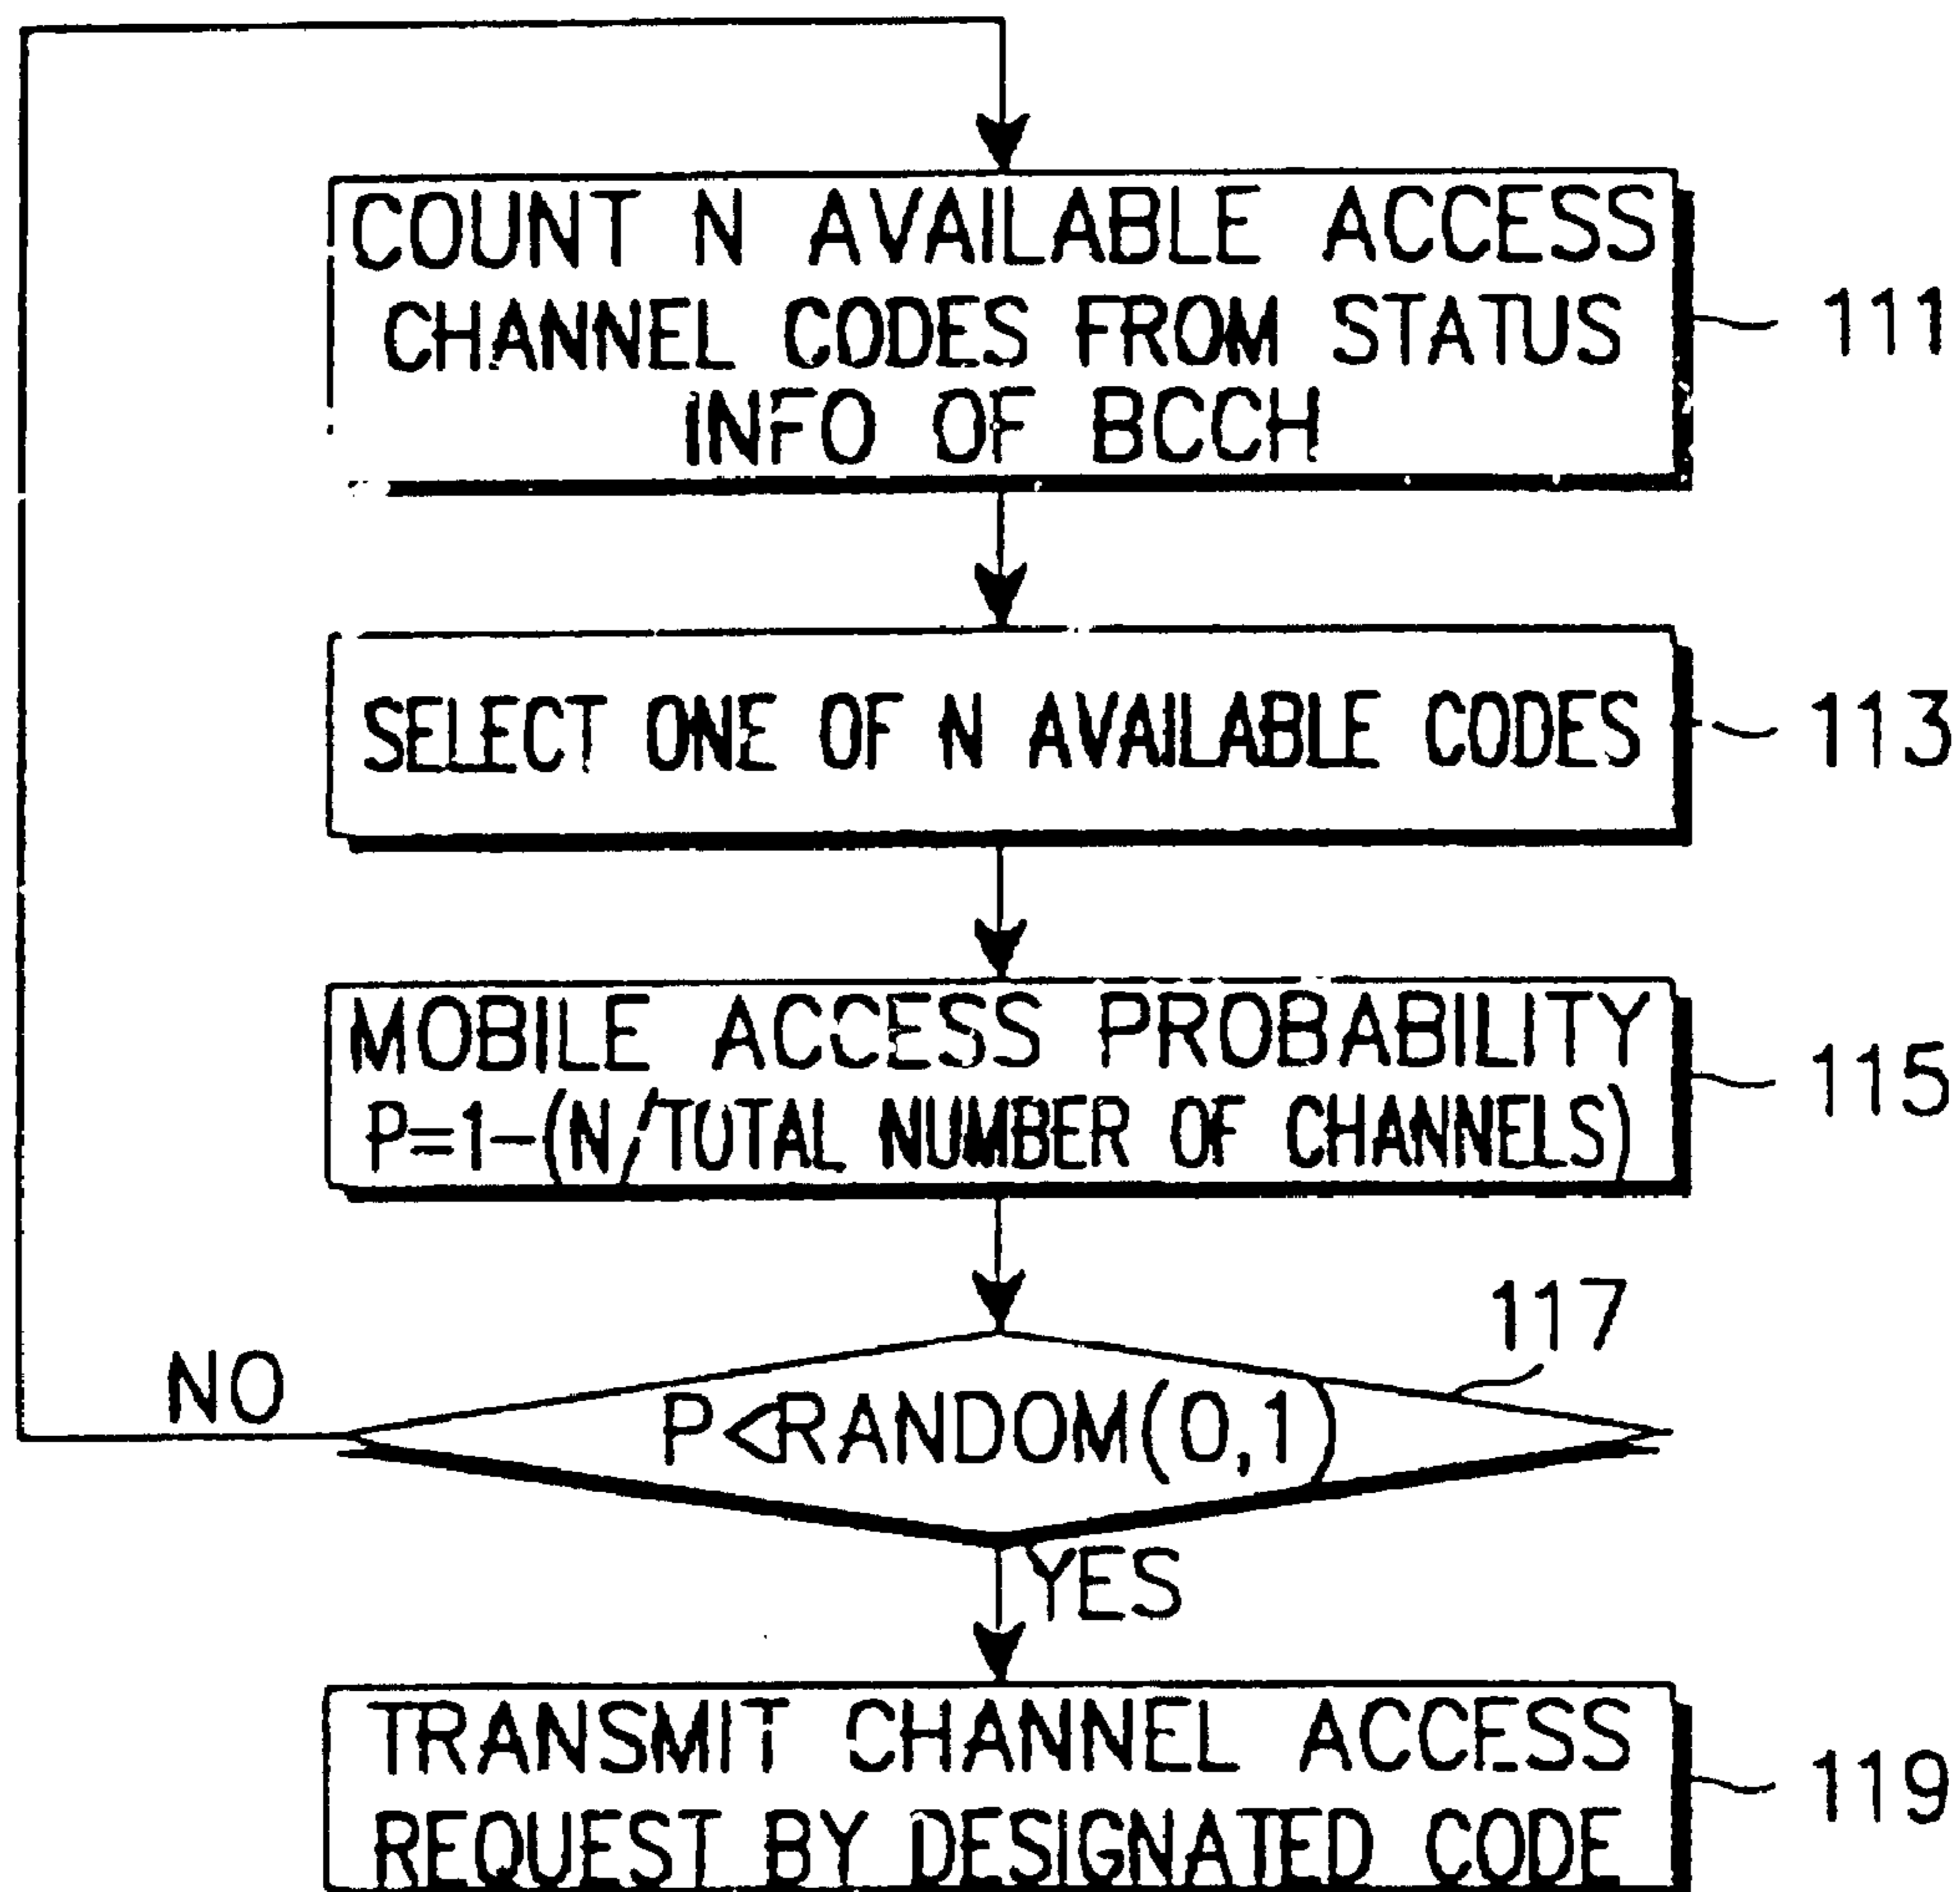 COUNT N AVAILABLE ACCESS
CHANNEL CODES FROM STATUS
INFO OF BCCH
111
SELECT ONE OF N AVAILABLE CODES
113
MOBILE ACCESS PROBABILITY
P=1-(N/TOTAL NUMBER OF CHANNELS)
115
117
NO
P<RANDOM(0,1)
YES
TRANSMIT CHANNEL ACCESS
REQUEST BY DESIGNATED CODE
119